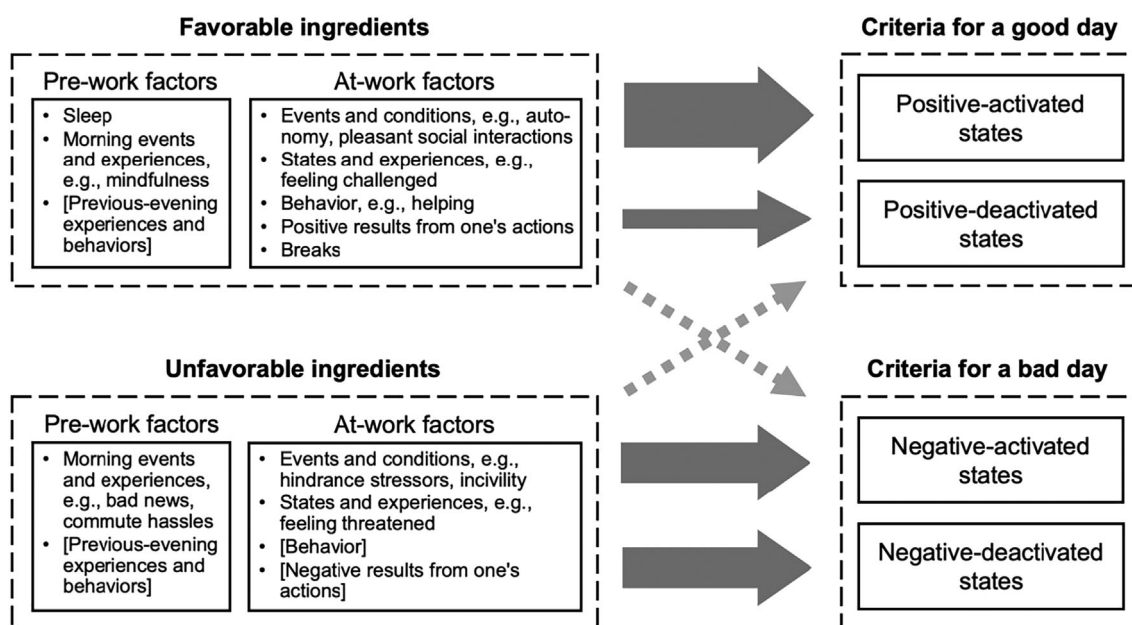 Favorable ingredients
Pre-work factors
• Sleep
• Morning events
and experiences,
e.g., mindfulness
• [Previous-evening
experiences and
behaviors]
At-work factors
• Events and conditions, e.g., auto-
nomy, pleasant social interactions
• States and experiences, e.g.,
feeling challenged
• Behavior, e.g., helping
• Positive results from one's actions
• Breaks
Criteria for a good day
Positive-activated
states
Positive-deactivated
states
Unfavorable ingredients
Pre-work factors
• Morning events
and experiences,
e.g., bad news,
commute hassles
• [Previous-evening
experiences and
behaviors]
At-work factors
• Events and conditions, e.g.,
hindrance stressors, incivility
• States and experiences, e.g.,
feeling threatened
• [Behavior]
• [Negative results from one's
actions]
Criteria for a bad day
Negative-activated
states
Negative-deactivated
states